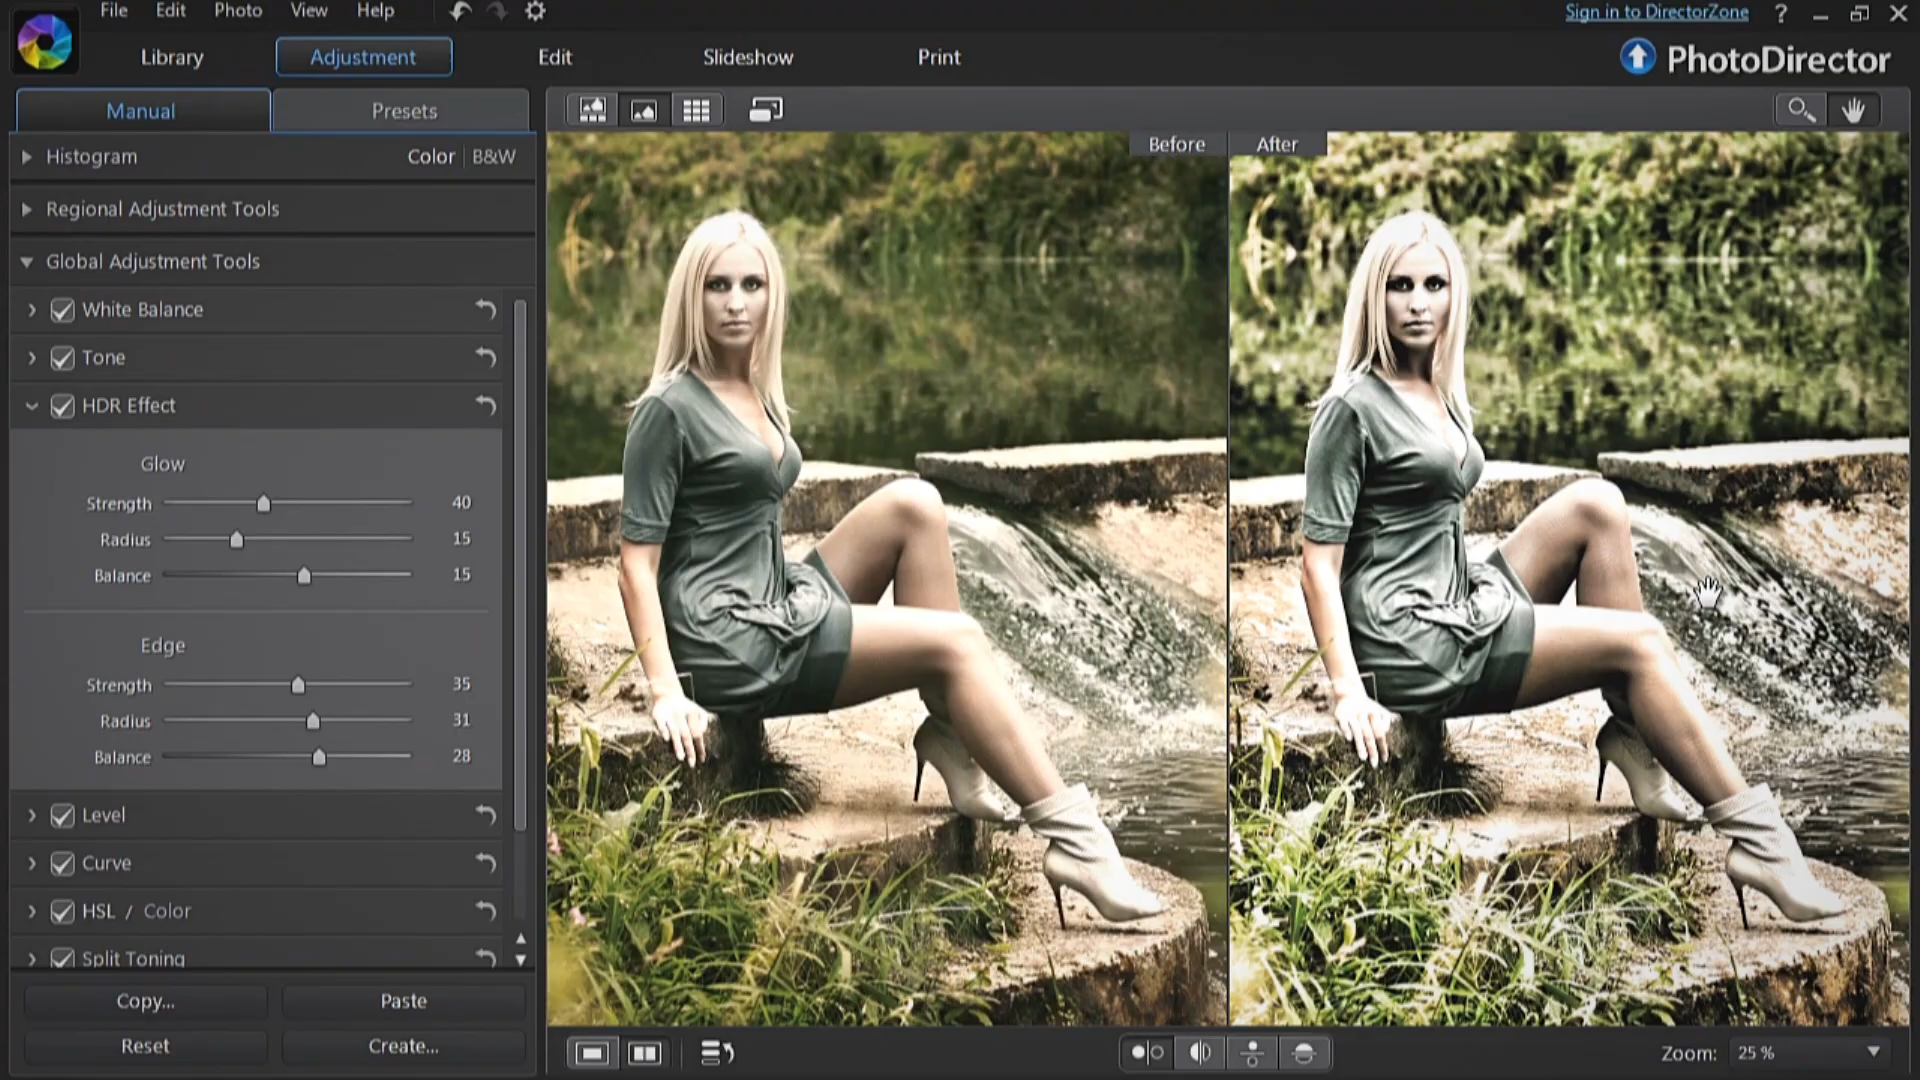 File Edit Photo View Help
Sign in to DirectorZone ?
Library Adjustment Edit Slideshow Print
PhotoDirector
Manual Presets
Before After
Histogram Color B&W
Regional Adjustment Tools
Global Adjustment Tools
White Balance
Tone
HDR Effect
Glow
Strength 40
Radius 15
Balance 15
Edge
Strength 35
Radius 31
Balance 28
Level
Curve
HSL / Color
Split Toning
Copy... Paste
Reset Create...
Zoom: 25 %